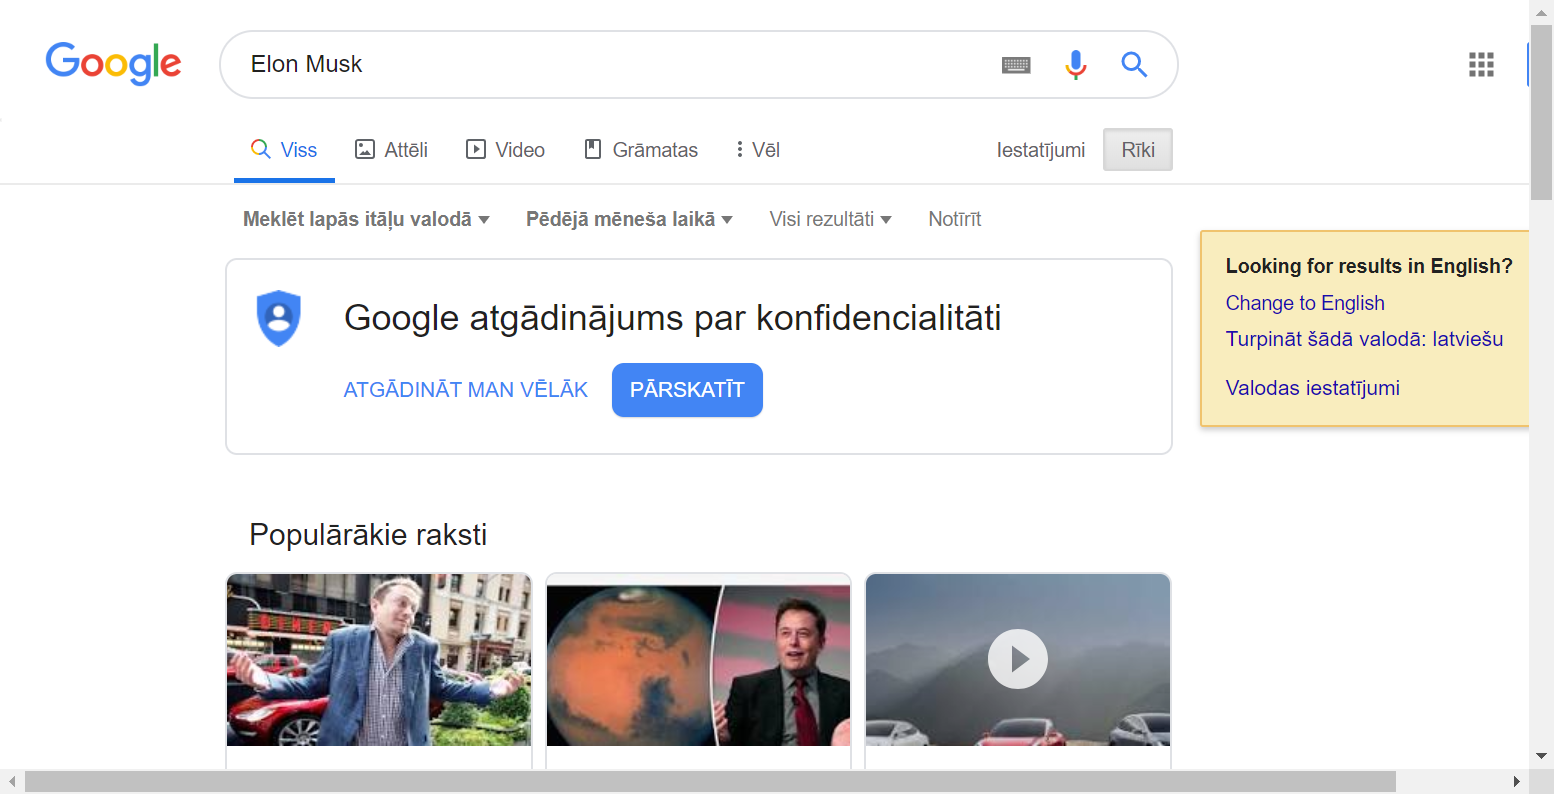 Google
Elon Musk
Viss
Attēli
Video
Grāmatas
Vēl
Iestatījumi
Rīki
Meklēt lapās itāļu valodā
Pēdējā mēneša laikā
Visi rezultāti
Notīrīt
Google atgādinājums par konfidencialitāti
ATGĀDINĀT MAN VĒLĀK
PĀRSKATĪT
Looking for results in English?
Change to English
Turpināt šādā valodā: latviešu
Valodas iestatījumi
Populārākie raksti